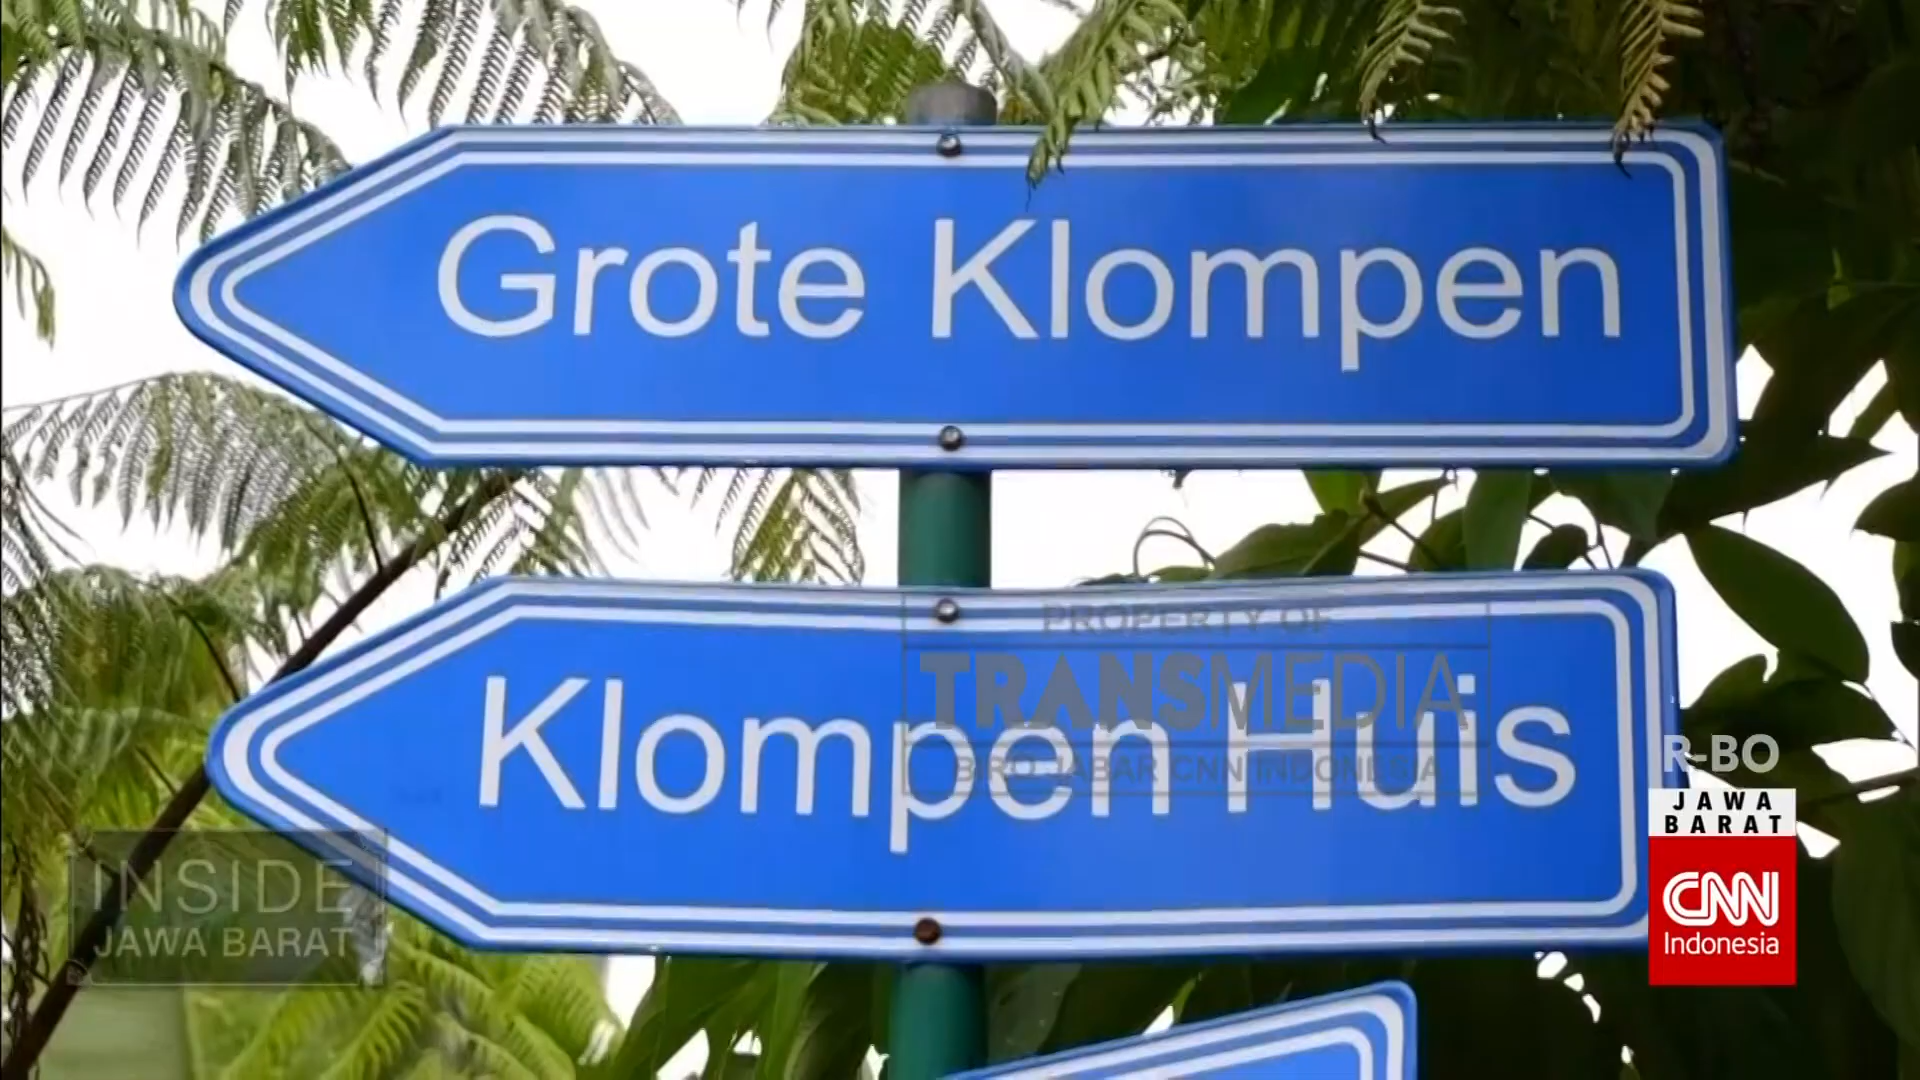 Grote Klompen
PROPERTY OF
TRANSMEDIA
Klompen Huis
BIRO JABAR CNN INDONESIA
R-BO
JAWA
BARAT
CNN
Indonesia
INSIDE
JAWA BARAT